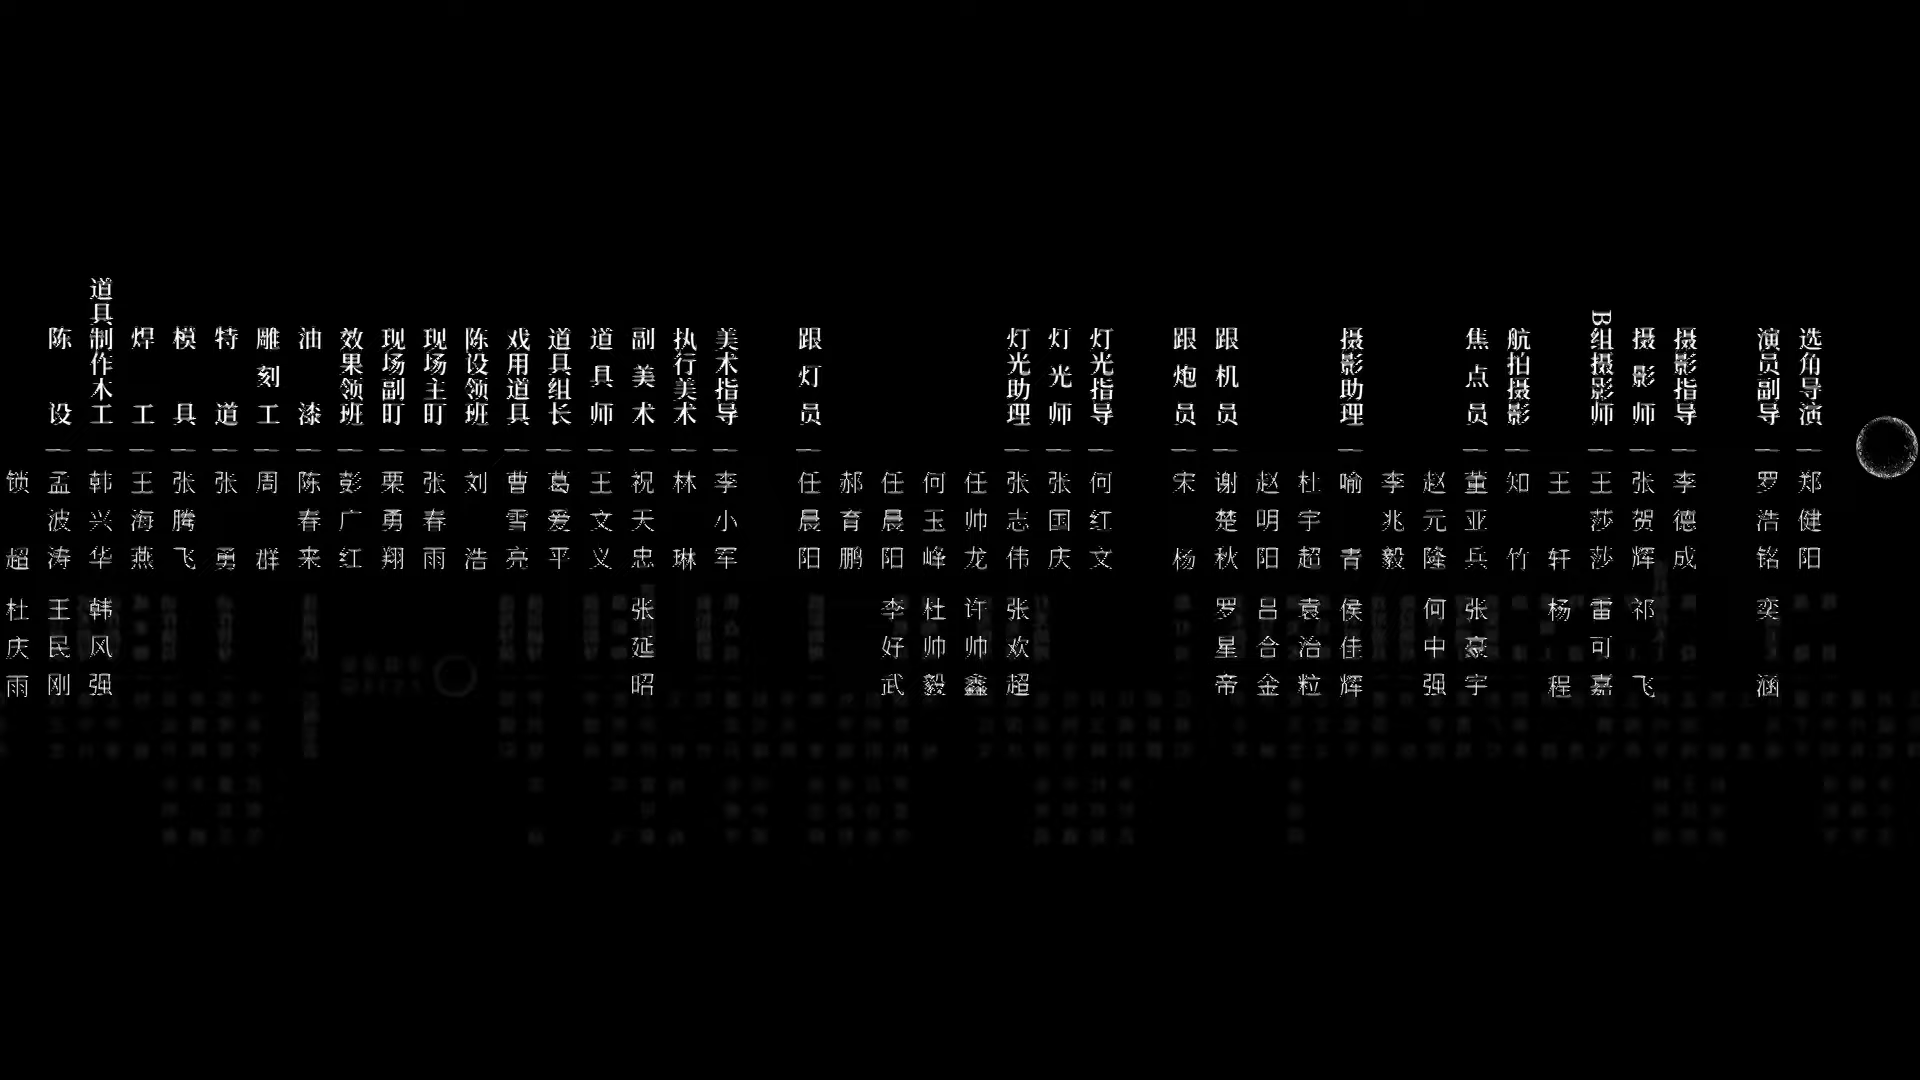 选角导演 郑健阳
演员副导 罗浩铭 奕涵
摄影指导 李德成
摄影师 张贺辉 祁飞
B组摄影师 王莎莎 雷可嘉
王轩 杨程
航拍摄影 知竹
焦点员 董亚兵 张豪宇
赵元隆 何中强
李兆毅
摄影助理 喻青 侯佳辉
杜宇超 袁治粒
赵明阳 吕合金
跟机员 谢楚秋 罗星帝
跟炮员 宋杨
灯光指导 何红文
灯光师 张国庆
灯光助理 张志伟 张欢超
任帅龙 许帅鑫
何玉峰 杜帅毅
任晨阳 李好武
郝育鹏
跟灯员 任晨阳
美术指导 李小军
执行美术 林琳
副美术 祝天忠 张延昭
道具师 王文义
道具组长 葛爱平
戏用道具 曹雪亮
陈设领班 刘浩
现场主盯 张春雨
现场副盯 栗勇翔
效果领班 彭广红
油漆 陈春来
雕刻工 周群
特道 张勇
模具 张腾飞
焊工 王海燕
道具制作木工 韩兴华 韩风强
陈设 孟波涛 王民刚
锁超 杜庆雨